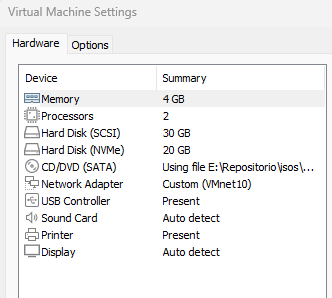 Virtual Machine Settings
Hardware Options
Device Summary
Memory 4 GB
Processors 2
Hard Disk (SCSI) 30 GB
Hard Disk (NVMe) 20 GB
CD/DVD (SATA) Using file E:\Repositorio\isos\...
Network Adapter Custom (VMnet10)
USB Controller Present
Sound Card Auto detect
Printer Present
Display Auto detect